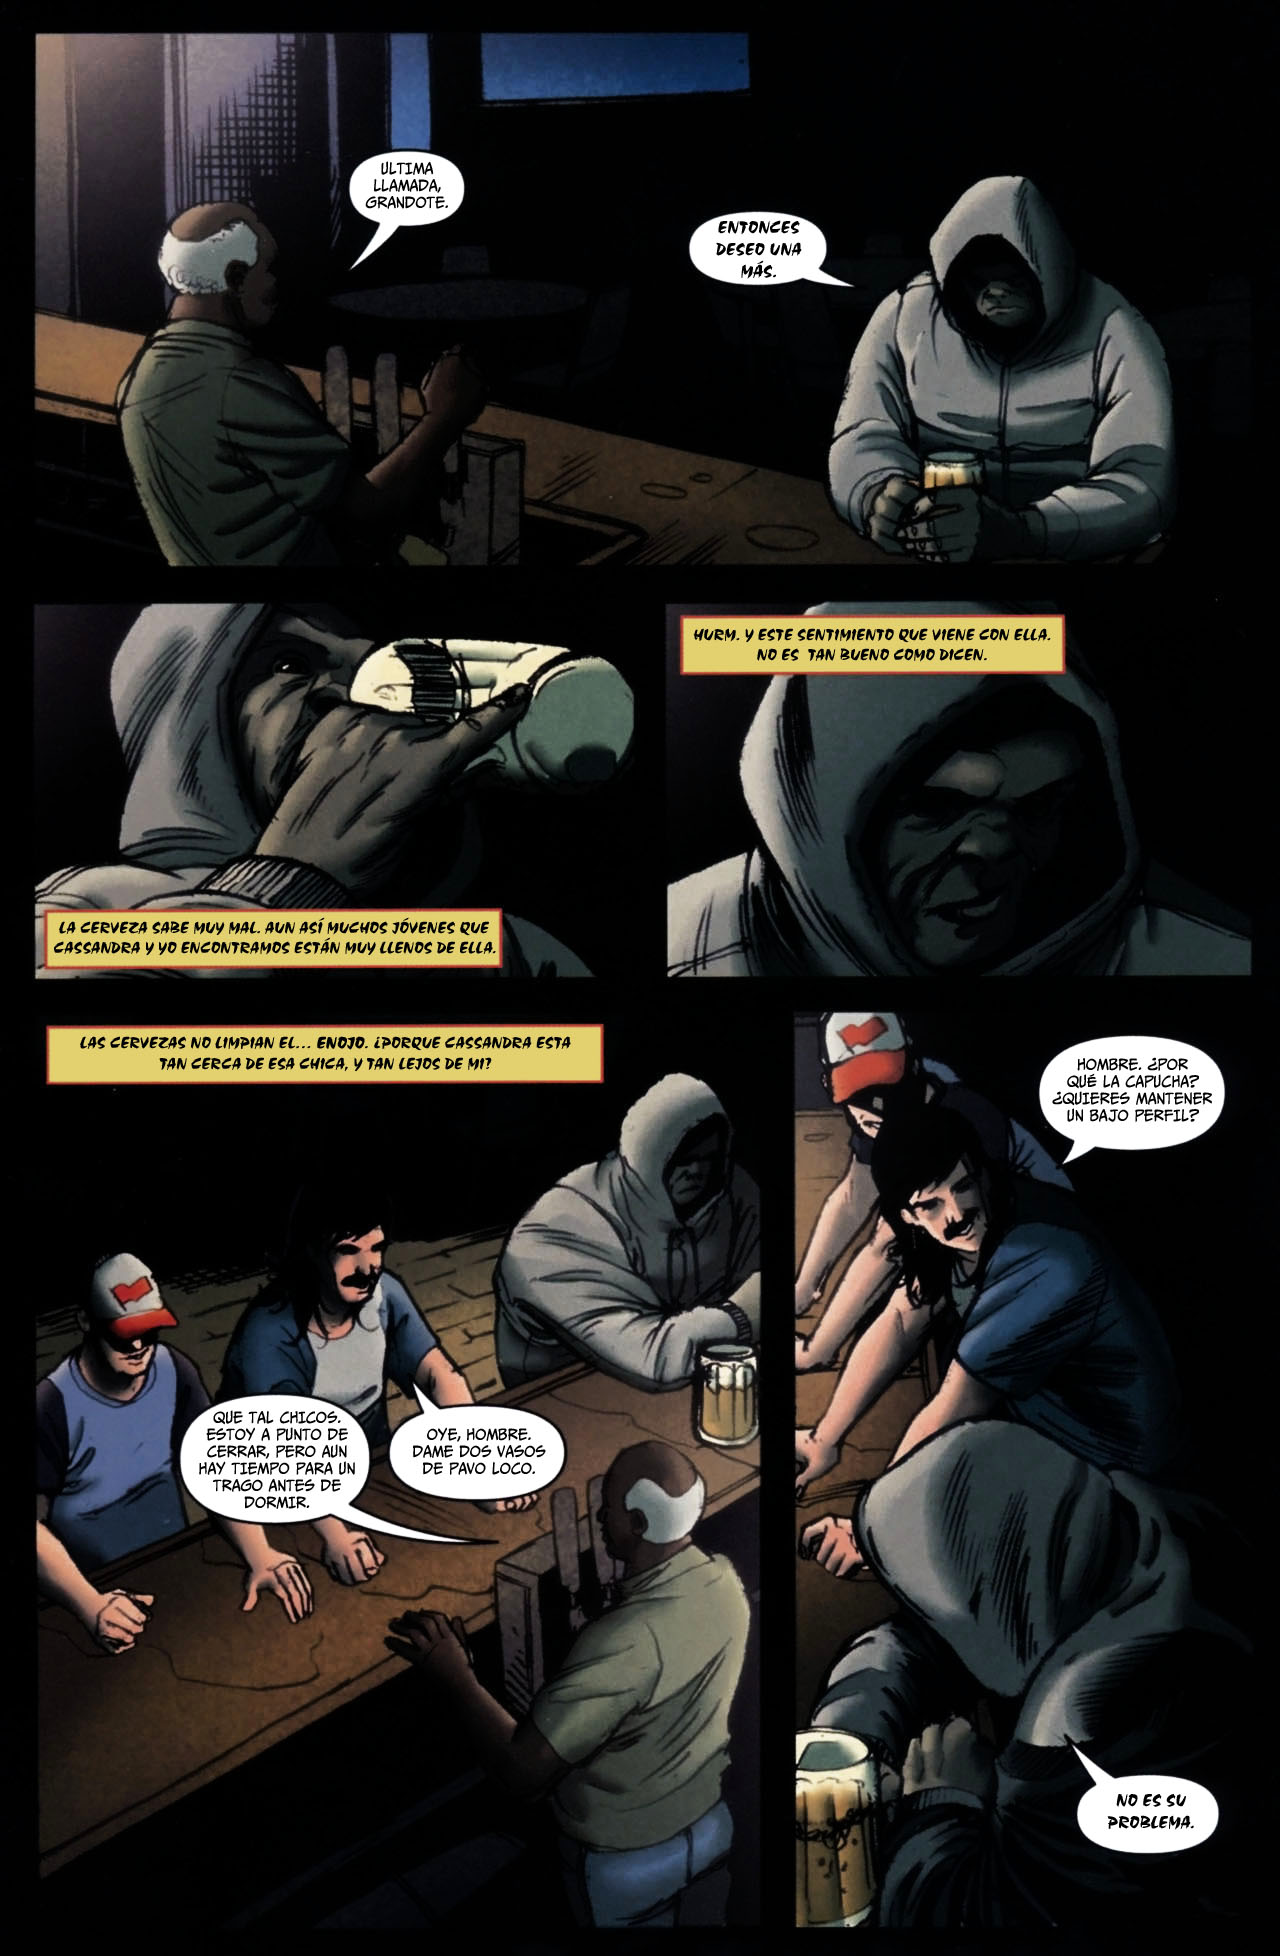 ULTIMA
LLAMADA,
GRANDOTE.
ENTONCES
DESEO UNA
MÁS.
LA CERVEZA SABE MUY MAL. AUN ASÍ MUCHOS JÓVENES QUE
CASSANDRA Y YO ENCONTRAMOS ESTÁN MUY LLENOS DE ELLA.
HURM. Y ESTE SENTIMIENTO QUE VIENE CON ELLA.
NO ES TAN BUENO COMO DICEN.
LAS CERVEZAS NO LIMPIAN EL... ENOJO. ¿PORQUE CASSANDRA ESTA
TAN CERCA DE ESA CHICA, Y TAN LEJOS DE MI?
QUE TAL CHICOS.
ESTOY A PUNTO DE
CERRAR, PERO AUN
HAY TIEMPO PARA UN
TRAGO ANTES DE
DORMIR.
OYE, HOMBRE.
DAME DOS VASOS
DE PAVO LOCO.
HOMBRE. ¿POR
QUÉ LA CAPUCHA?
¿QUIERES MANTENER
UN BAJO PERFIL?
NO ES SU
PROBLEMA.